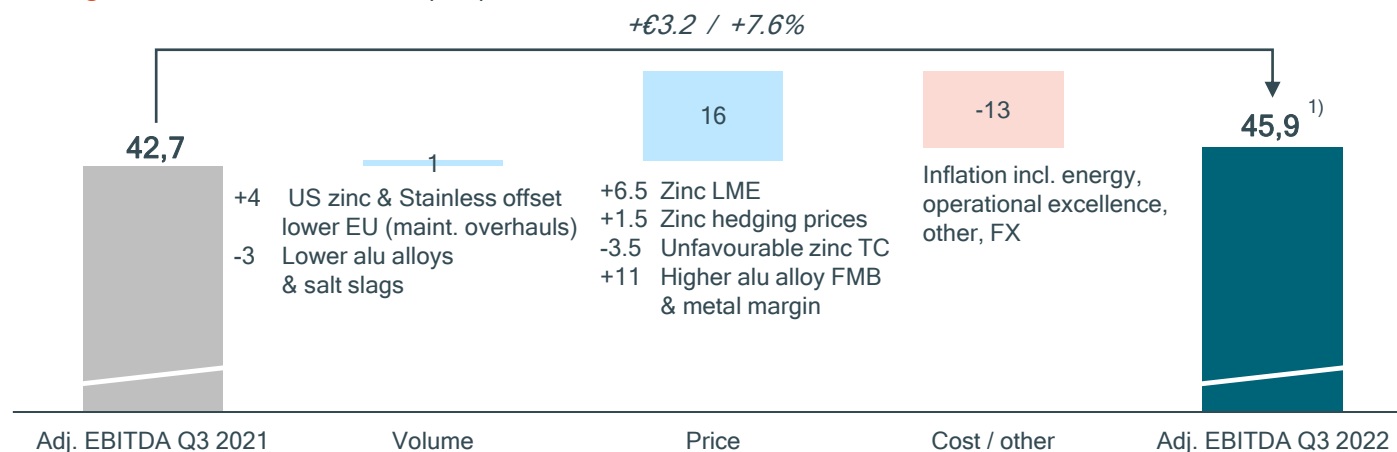 +€3.2 / +7.6%
42,7
1
16
-13
45,9 1)
+4 US zinc & Stainless offset
lower EU (maint. overhauls)
-3 Lower alu alloys
& salt slags
+6.5 Zinc LME
+1.5 Zinc hedging prices
-3.5 Unfavourable zinc TC
+11 Higher alu alloy FMB
& metal margin
Inflation incl. energy,
operational excellence,
other, FX
Adj. EBITDA Q3 2021
Volume
Price
Cost / other
Adj. EBITDA Q3 2022